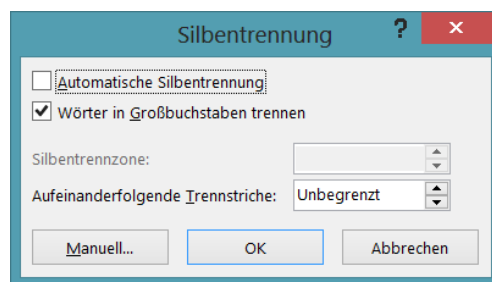 Silbentrennung ?
Automatische Silbentrennung
Wörter in Großbuchstaben trennen
Silbentrennzone:
Aufeinanderfolgende Trennstriche: Unbegrenzt
Manuell... OK Abbrechen